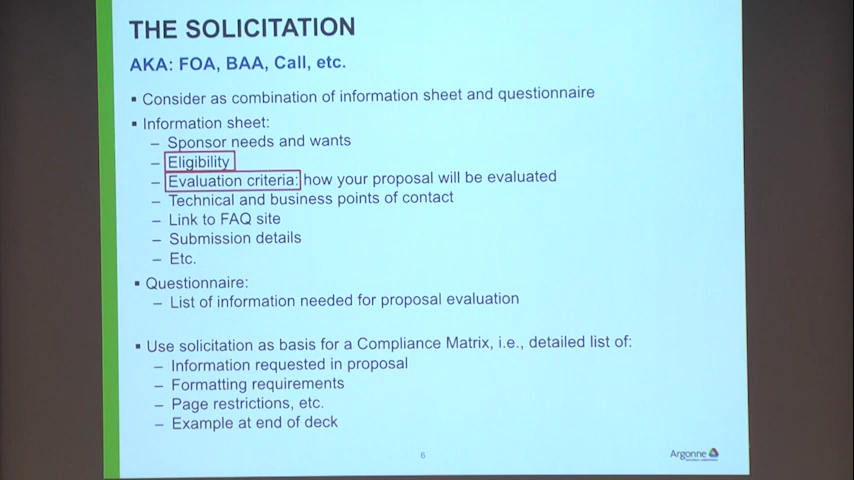 THE SOLICITATION
AKA: FOA, BAA, Call, etc.
▪ Consider as combination of information sheet and questionnaire
▪ Information sheet:
– Sponsor needs and wants
– Eligibility
– Evaluation criteria: how your proposal will be evaluated
– Technical and business points of contact
– Link to FAQ site
– Submission details
– Etc.
▪ Questionnaire:
– List of information needed for proposal evaluation
▪ Use solicitation as basis for a Compliance Matrix, i.e., detailed list of:
– Information requested in proposal
– Formatting requirements
– Page restrictions, etc.
– Example at end of deck
6
Argonne